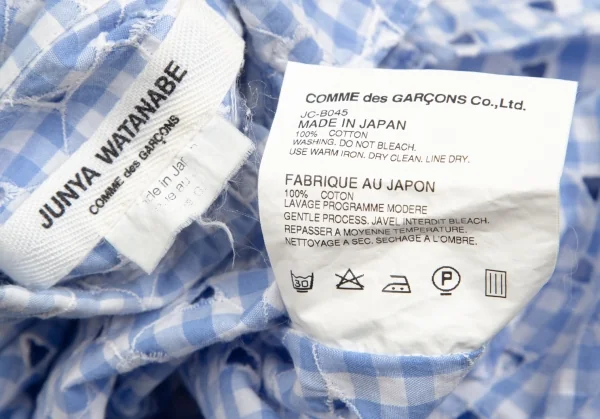 JUNYA WATANABE
COMME des GARÇONS
COMME des GARÇONS Co.,Ltd.
JC-B045
MADE IN JAPAN
100% COTTON
WASHING. DO NOT BLEACH.
USE WARM IRON. DRY CLEAN. LINE DRY.
FABRIQUE AU JAPON
100% COTON
LAVAGE PROGRAMME MODERE
GENTLE PROCESS. JAVEL INTERDIT BLEACH.
REPASSER A MOYENNE TEMPERATURE.
NETTOYAGE A SEC. SECHAGE A L'OMBRE.
30
P